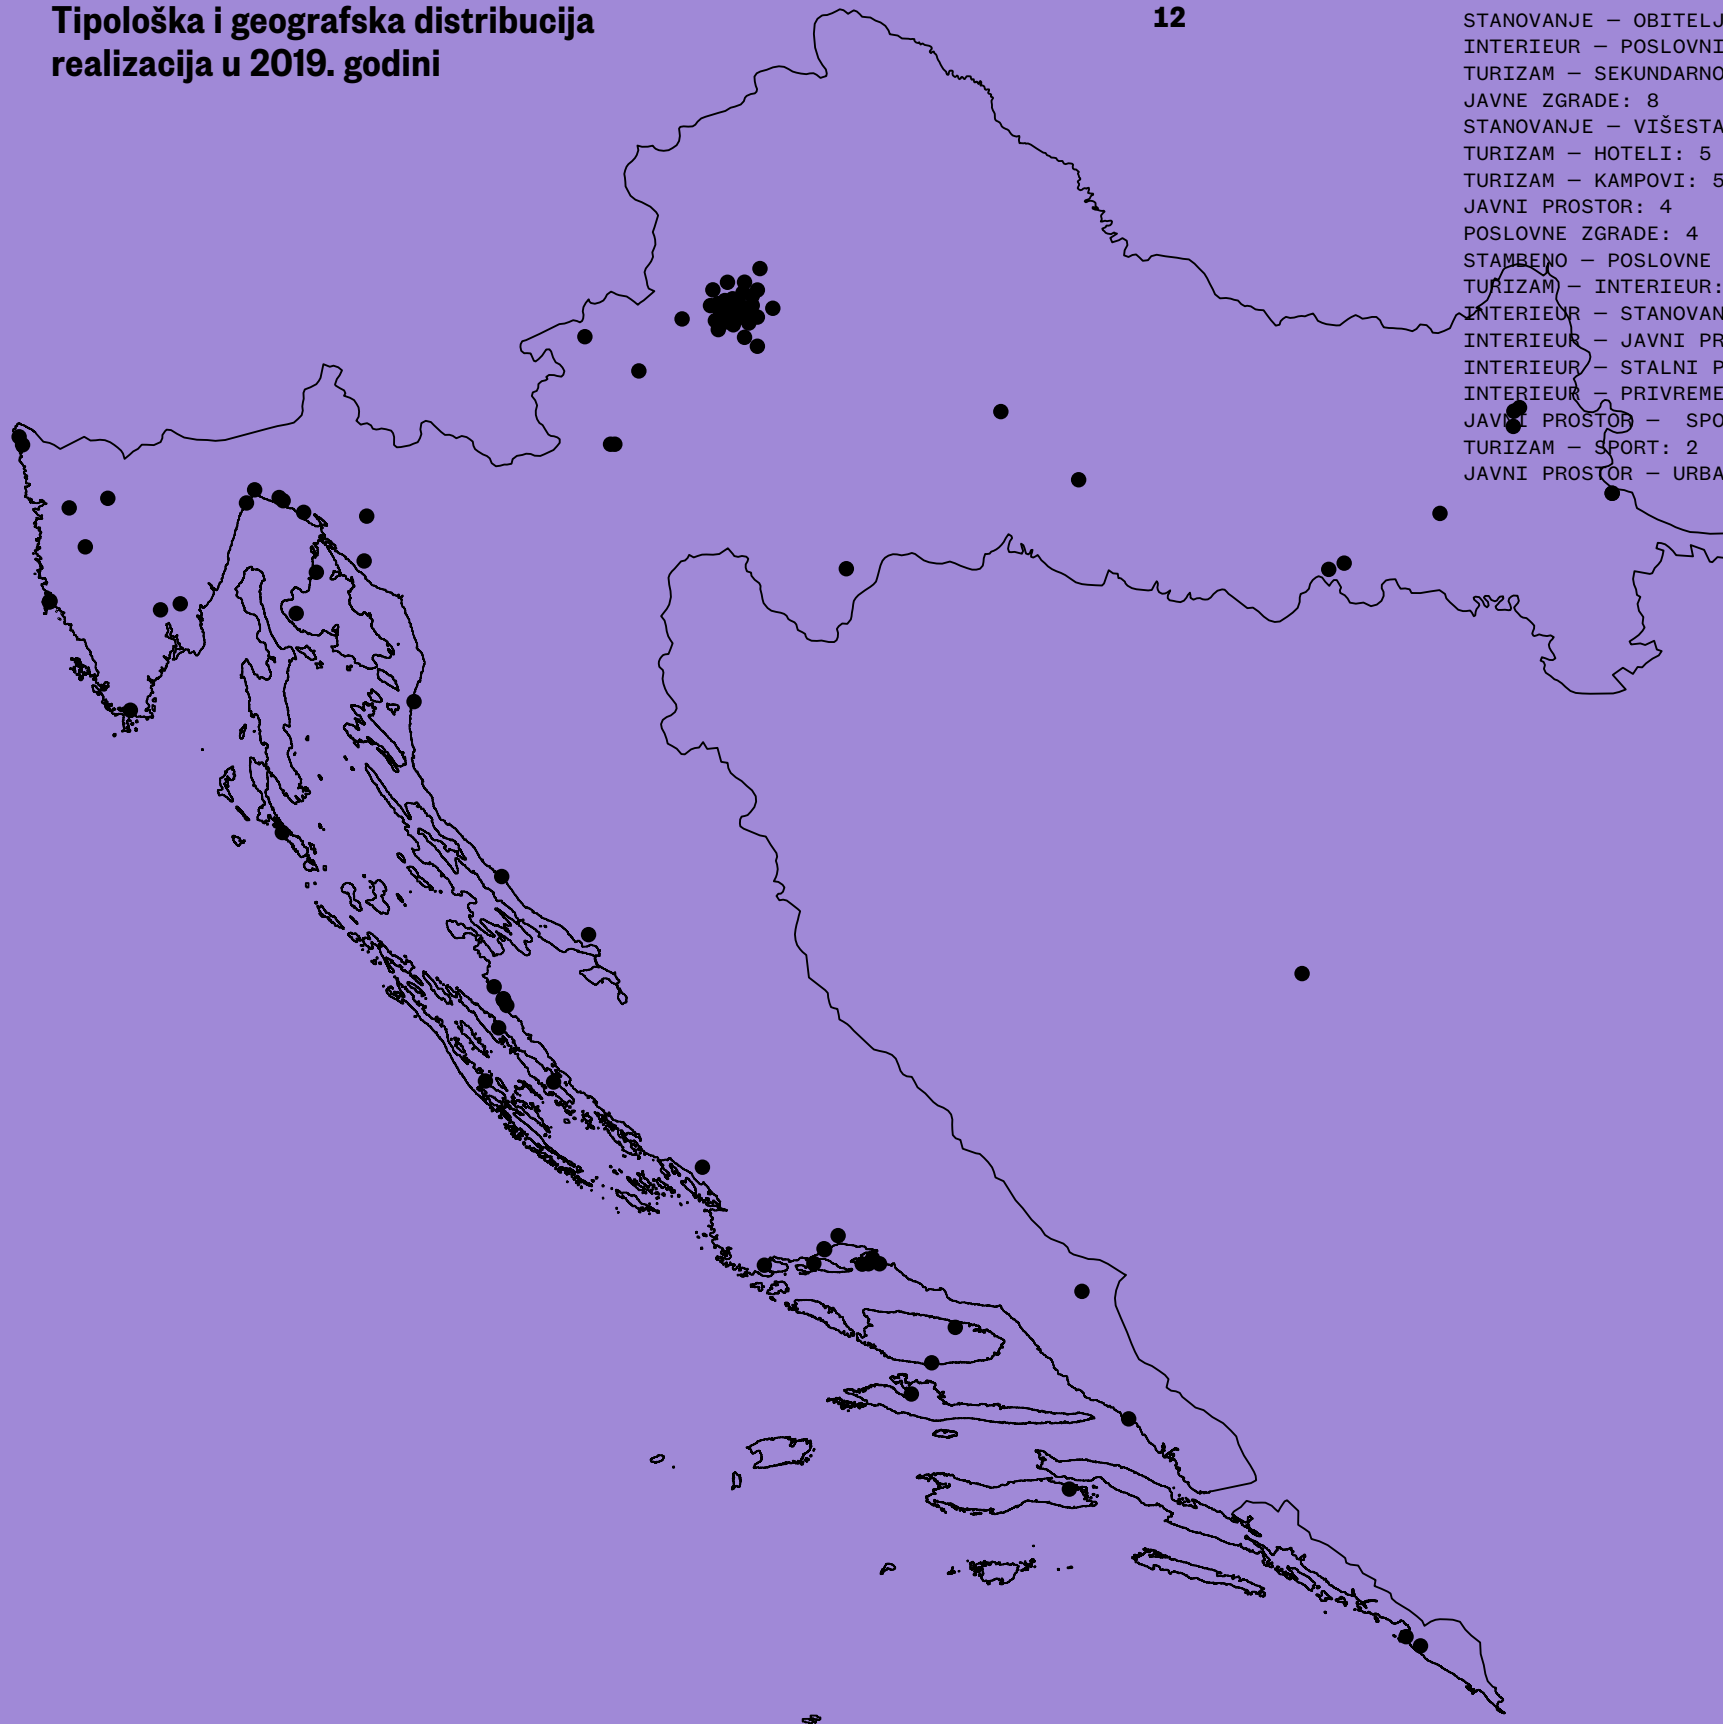 Tipološka i geografska distribucija
realizacija u 2019. godini
12
STANOVANJE — OBITELJ
INTERIEUR — POSLOVNI
TURIZAM — SEKUNDARNO
JAVNE ZGRADE: 8
STANOVANJE — VIŠESTA
TURIZAM — HOTELI: 5
TURIZAM — KAMPOVI: 5
JAVNI PROSTOR: 4
POSLOVNE ZGRADE: 4
STAMBENO — POSLOVNE
TURIZAM — INTERIEUR:
INTERIEUR — STANOVAN
INTERIEUR — JAVNI PR
INTERIEUR — STALNI P
INTERIEUR — PRIVREME
JAVNI PROSTOR — SPO
TURIZAM — SPORT: 2
JAVNI PROSTOR — URBA